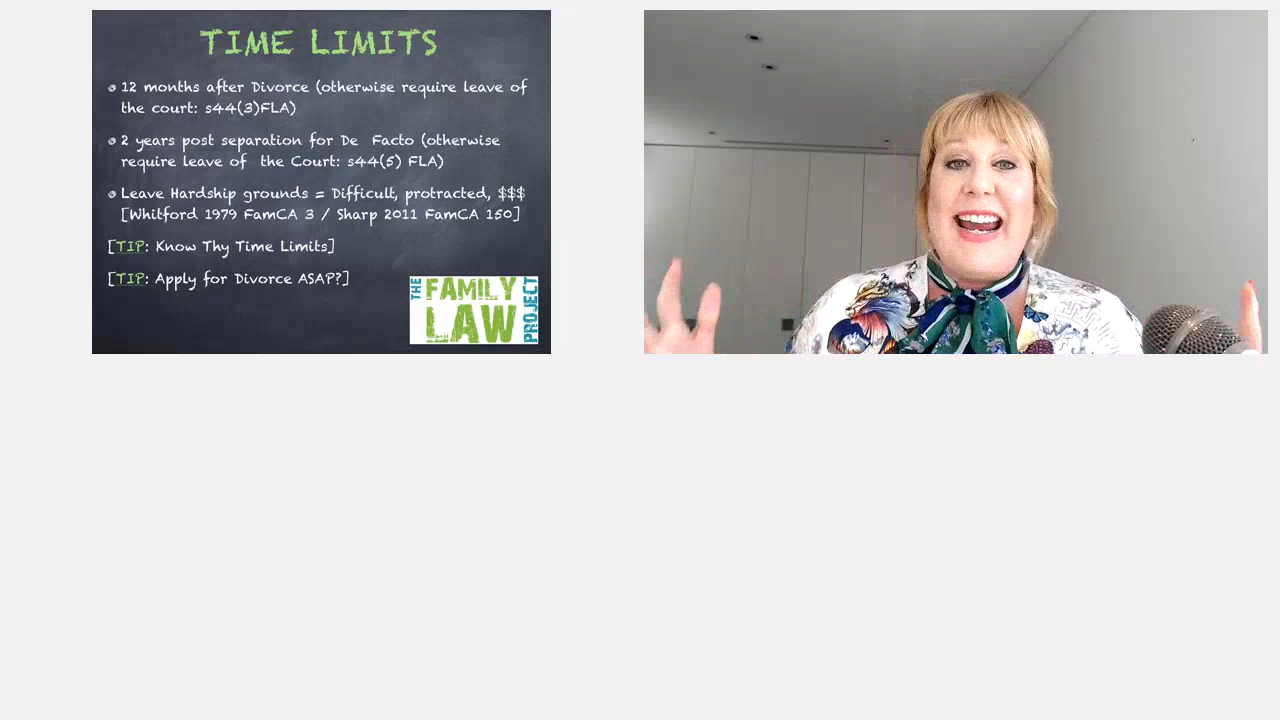 TIME LIMITS
12 months after Divorce (otherwise require leave of
the court: s44(3)FLA)
2 years post separation for De Facto (otherwise
require leave of the Court: s44(5) FLA)
Leave Hardship grounds = Difficult, protracted, $$$
[Whitford 1979 FamCA 3 / Sharp 2011 FamCA 150]
[TIP: Know Thy Time Limits]
[TIP: Apply for Divorce ASAP?]
THE
FAMILY
LAW
PROJECT